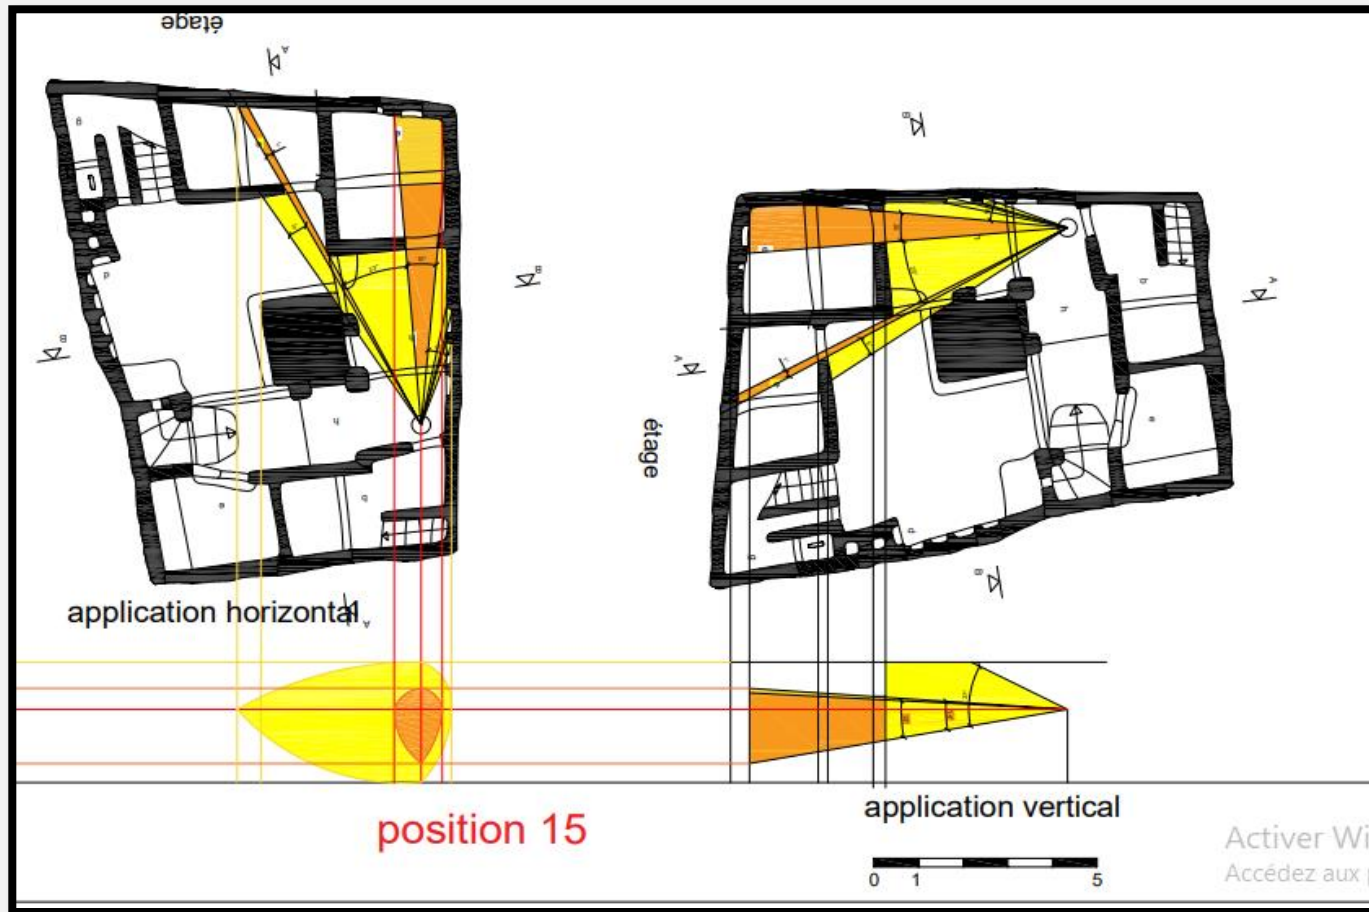 étage
A
B
B
A
g
d
h
e
b
application horizontal
B
A
A
B
étage
b
h
e
d
g
application vertical
position 15
0 1 5
Activer Wi
Accédez aux p